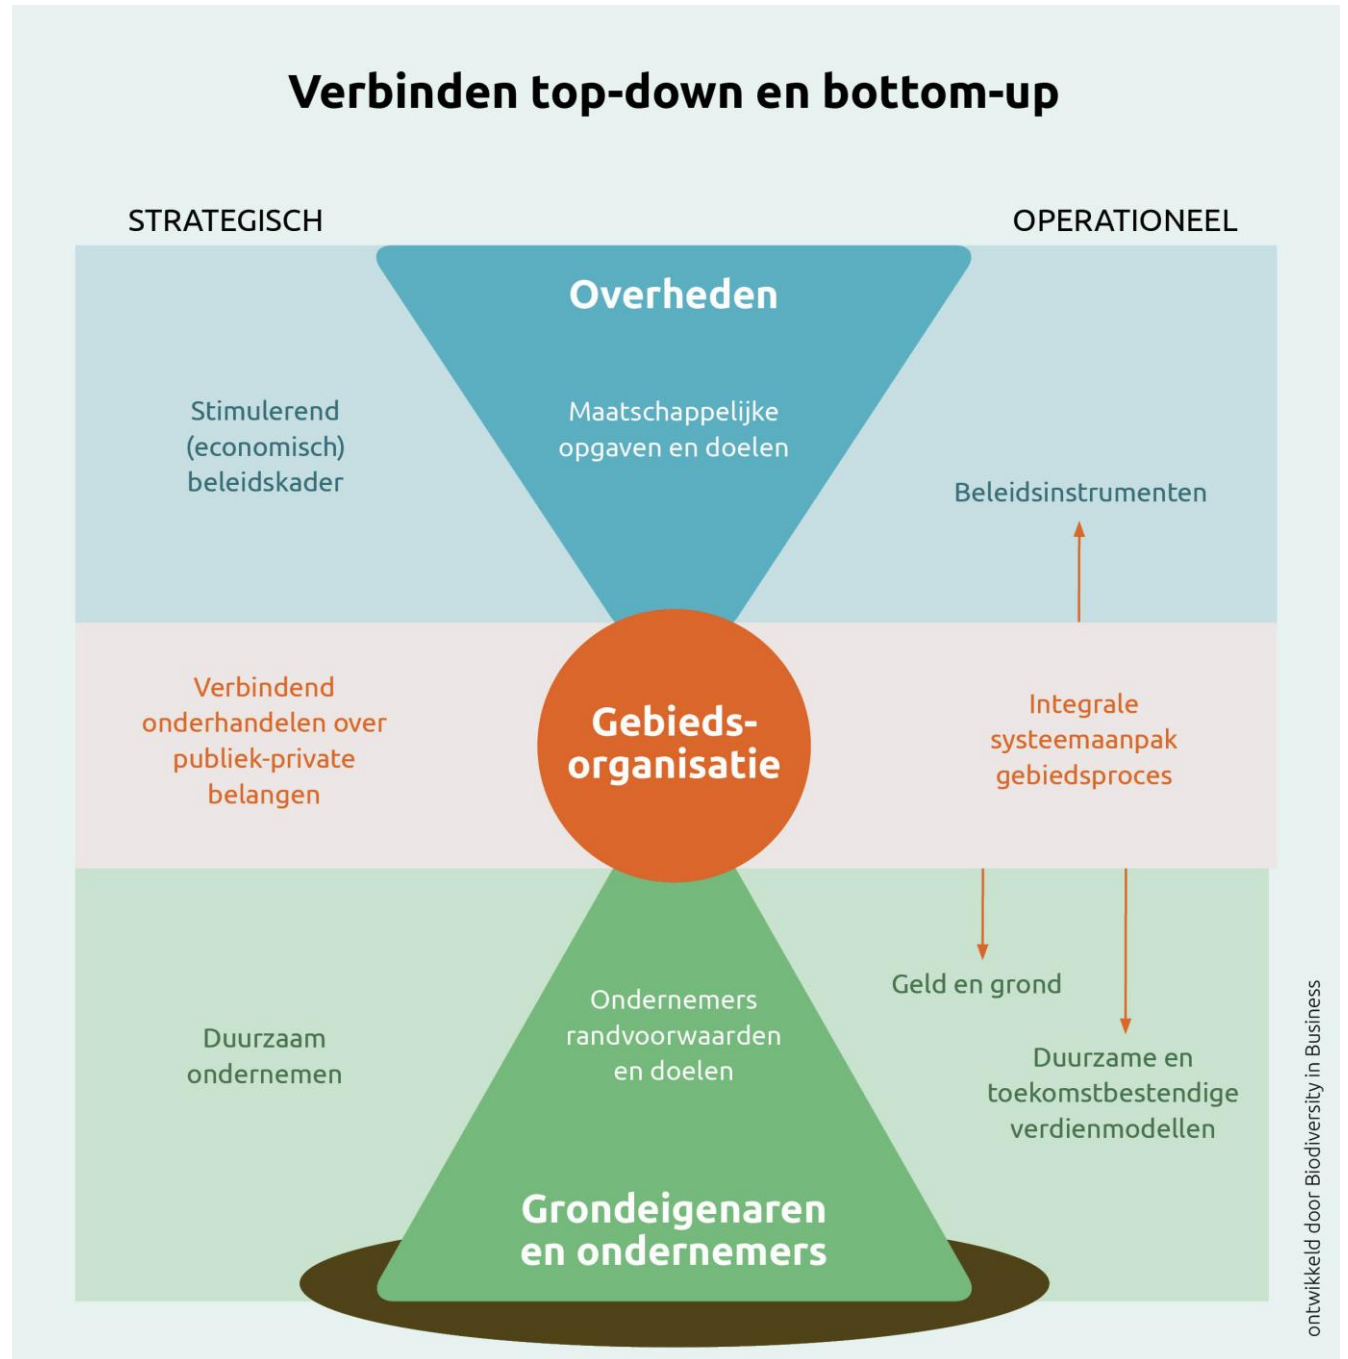 Verbinden top-down en bottom-up
STRATEGISCH
OPERATIONEEL
Overheden
Stimulerend
(economisch)
beleidskader
Maatschappelijke
opgaven en doelen
Beleidsinstrumenten
Verbindend
onderhandelen over
publiek-private
belangen
Gebieds-
organisatie
Integrale
systeemaanpak
gebiedsproces
Duurzaam
ondernemen
Ondernemers
randvoorwaarden
en doelen
Geld en grond
Duurzame en
toekomstbestendige
verdienmodellen
Grondeigenaren
en ondernemers
ontwikkeld door Biodiversity in Business